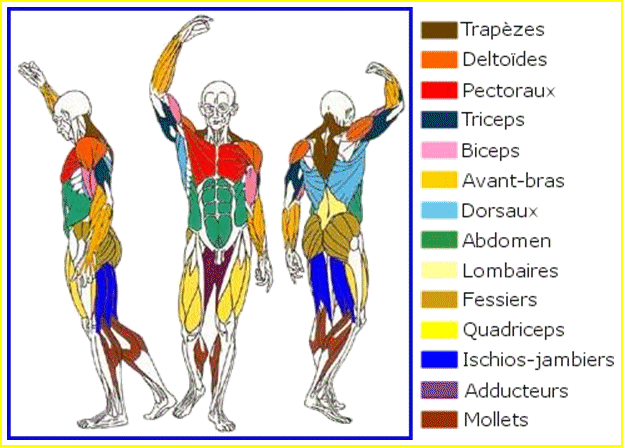 Trapèzes
Deltoïdes
Pectoraux
Triceps
Biceps
Avant-bras
Dorsaux
Abdomen
Lombaires
Fessiers
Quadriceps
Ischios-jambiers
Adducteurs
Mollets